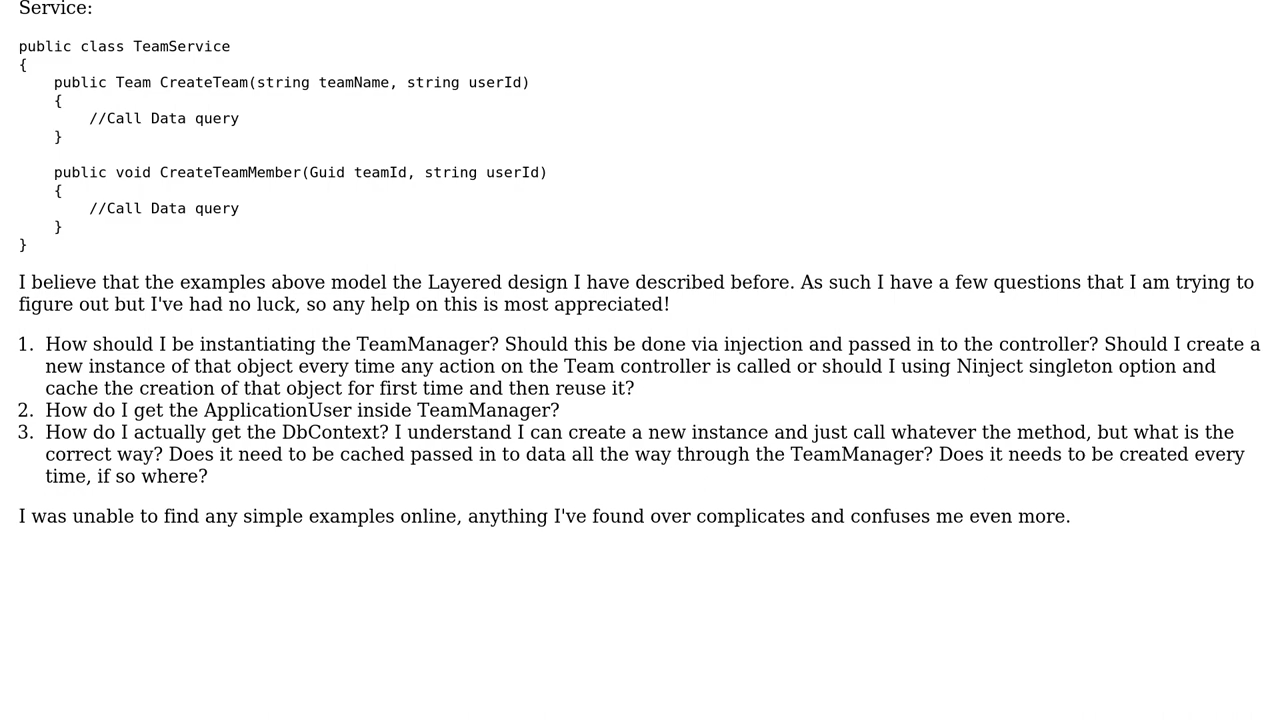 Service:
public class TeamService
{
    public Team CreateTeam(string teamName, string userId)
    {
        //Call Data query
    }
    public void CreateTeamMember(Guid teamId, string userId)
    {
        //Call Data query
    }
}
I believe that the examples above model the Layered design I have described before. As such I have a few questions that I am trying to
figure out but I've had no luck, so any help on this is most appreciated!
1. How should I be instantiating the TeamManager? Should this be done via injection and passed in to the controller? Should I create a
new instance of that object every time any action on the Team controller is called or should I using Ninject singleton option and
cache the creation of that object for first time and then reuse it?
2. How do I get the ApplicationUser inside TeamManager?
3. How do I actually get the DbContext? I understand I can create a new instance and just call whatever the method, but what is the
correct way? Does it need to be cached passed in to data all the way through the TeamManager? Does it needs to be created every
time, if so where?
I was unable to find any simple examples online, anything I've found over complicates and confuses me even more.